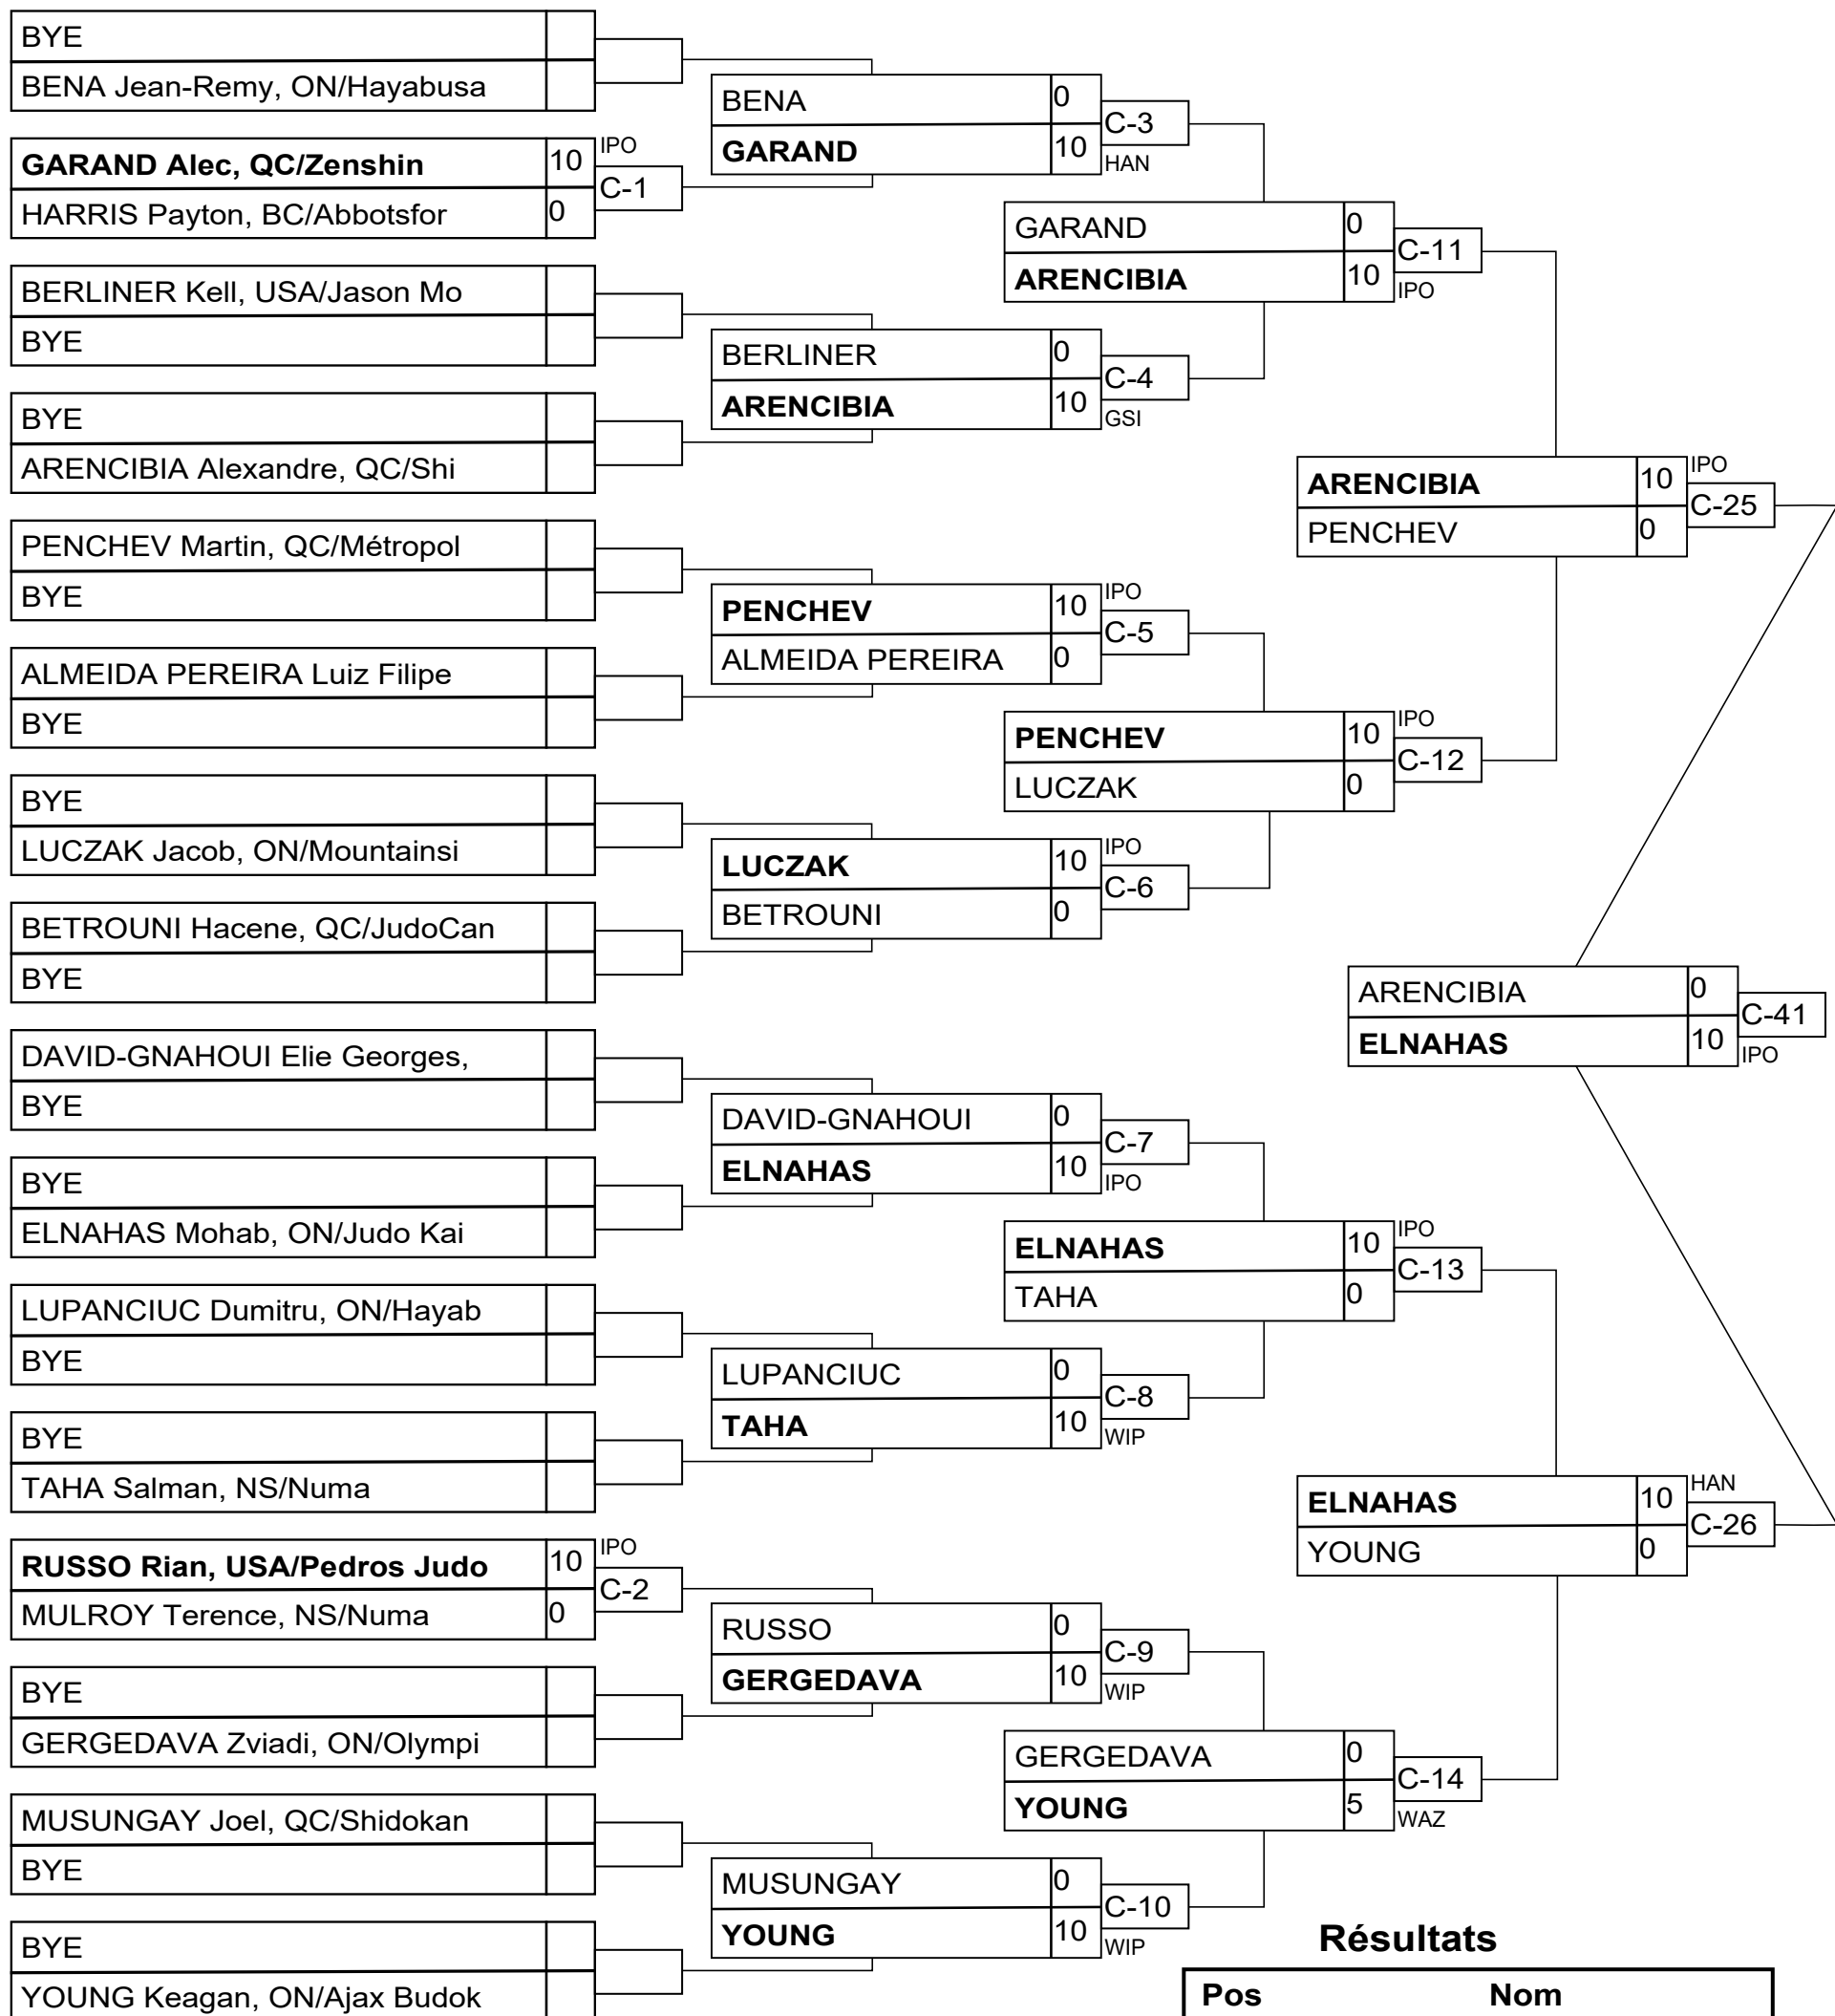 BYE
BENA Jean-Remy, ON/Hayabusa
GARAND Alec, QC/Zenshin 10 IPO
C-1
HARRIS Payton, BC/Abbotsfor 0
BERLINER Kell, USA/Jason Mo
BYE
BYE
ARENCIBIA Alexandre, QC/Shi
PENCHEV Martin, QC/Métropol
BYE
ALMEIDA PEREIRA Luiz Filipe
BYE
BYE
LUCZAK Jacob, ON/Mountainsi
BETROUNI Hacene, QC/JudoCan
BYE
DAVID-GNAHOUI Elie Georges,
BYE
BYE
ELNAHAS Mohab, ON/Judo Kai
LUPANCIUC Dumitru, ON/Hayab
BYE
BYE
TAHA Salman, NS/Numa
RUSSO Rian, USA/Pedros Judo 10 IPO
C-2
MULROY Terence, NS/Numa 0
BYE
GERGEDAVA Zviadi, ON/Olympi
MUSUNGAY Joel, QC/Shidokan
BYE
BYE
YOUNG Keagan, ON/Ajax Budok
BENA 0
C-3
GARAND 10 HAN
BERLINER 0
C-4
ARENCIBIA 10 GSI
PENCHEV 10 IPO
C-5
ALMEIDA PEREIRA 0
LUCZAK 10 IPO
C-6
BETROUNI 0
DAVID-GNAHOUI 0
C-7
ELNAHAS 10 IPO
LUPANCIUC 0
C-8
TAHA 10 WIP
RUSSO 0
C-9
GERGEDAVA 10 WIP
MUSUNGAY 0
C-10
YOUNG 10 WIP
GARAND 0
C-11
ARENCIBIA 10 IPO
PENCHEV 10 IPO
C-12
LUCZAK 0
ELNAHAS 10 IPO
C-13
TAHA 0
GERGEDAVA 0
C-14
YOUNG 5 WAZ
ARENCIBIA 10 IPO
C-25
PENCHEV 0
ELNAHAS 10 HAN
C-26
YOUNG 0
ARENCIBIA 0
C-41
ELNAHAS 10 IPO
Résultats
Pos Nom